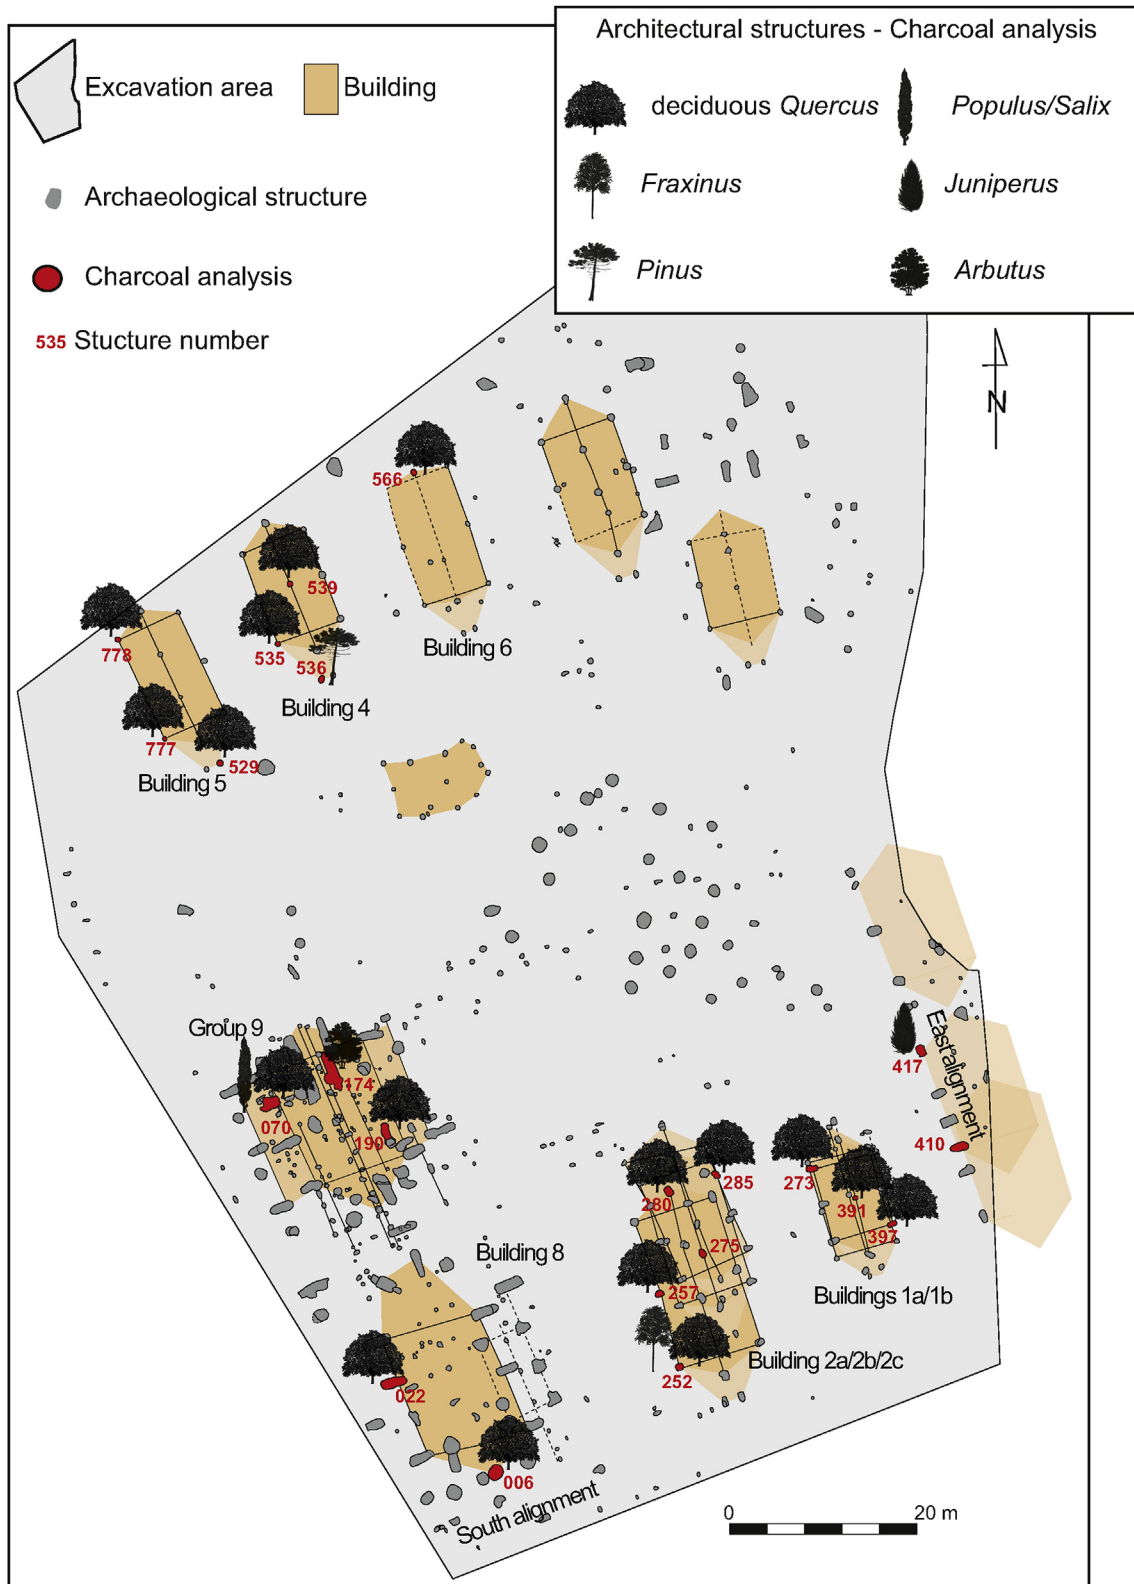 Architectural structures - Charcoal analysis
deciduous Quercus
Populus/Salix
Fraxinus
Juniperus
Pinus
Arbutus
Excavation area
Building
Archaeological structure
Charcoal analysis
535 Stucture number
N
566
539
778
535
536
Building 6
Building 4
777
529
Building 5
Group 9
East alignment
417
174
070
190
410
285
273
280
391
397
275
Building 8
257
Buildings 1a/1b
Building 2a/2b/2c
252
022
006
South alignment
0 20 m